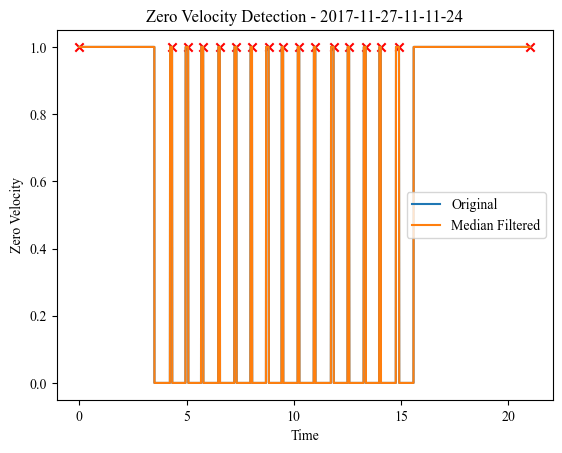 Zero Velocity Detection - 2017-11-27-11-11-24
1.0
0.8
0.6
0.4
0.2
0.0
Zero Velocity
Original
Median Filtered
0 5 10 15 20
Time